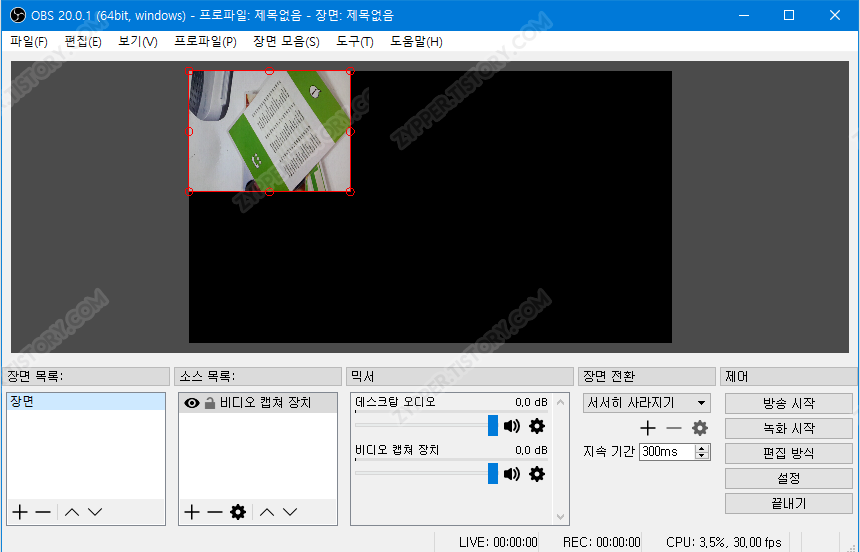 OBS 20.0.1 (64bit, windows) - 프로파일: 제목없음 - 장면: 제목없음
파일(F) 편집(E) 보기(V) 프로파일(P) 장면 모음(S) 도구(T) 도움말(H)
ZYPPER.TISTORY.COM
ZYPPER.TISTORY.COM
장면 목록:
소스 목록:
믹서
장면 전환
제어
장면
비디오 캡쳐 장치
데스크탑 오디오 0,0 dB
비디오 캡쳐 장치 0,0 dB
서서히 사라지기
지속 기간 300ms
방송 시작
녹화 시작
편집 방식
설정
끝내기
LIVE: 00:00:00 REC: 00:00:00 CPU: 3,5%, 30,00 fps